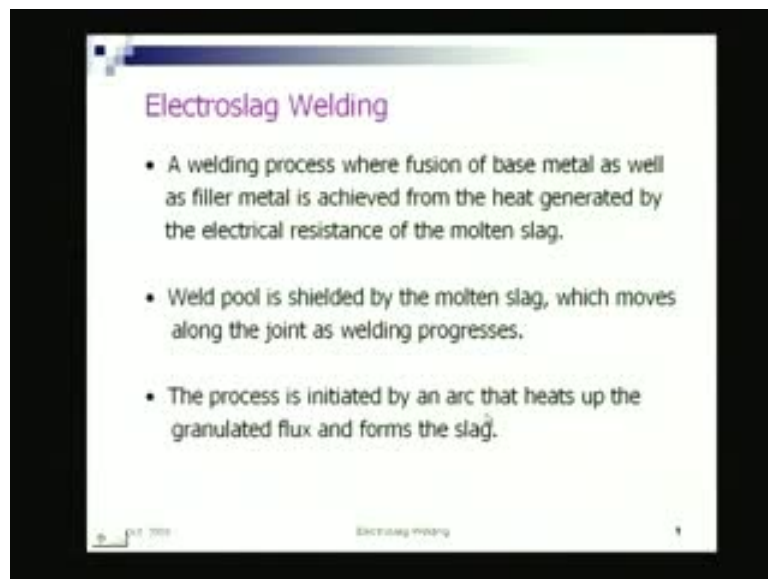 Electroslag Welding
• A welding process where fusion of base metal as well
as filler metal is achieved from the heat generated by
the electrical resistance of the molten slag.
• Weld pool is shielded by the molten slag, which moves
along the joint as welding progresses.
• The process is initiated by an arc that heats up the
granulated flux and forms the slag.
Electroslag Welding